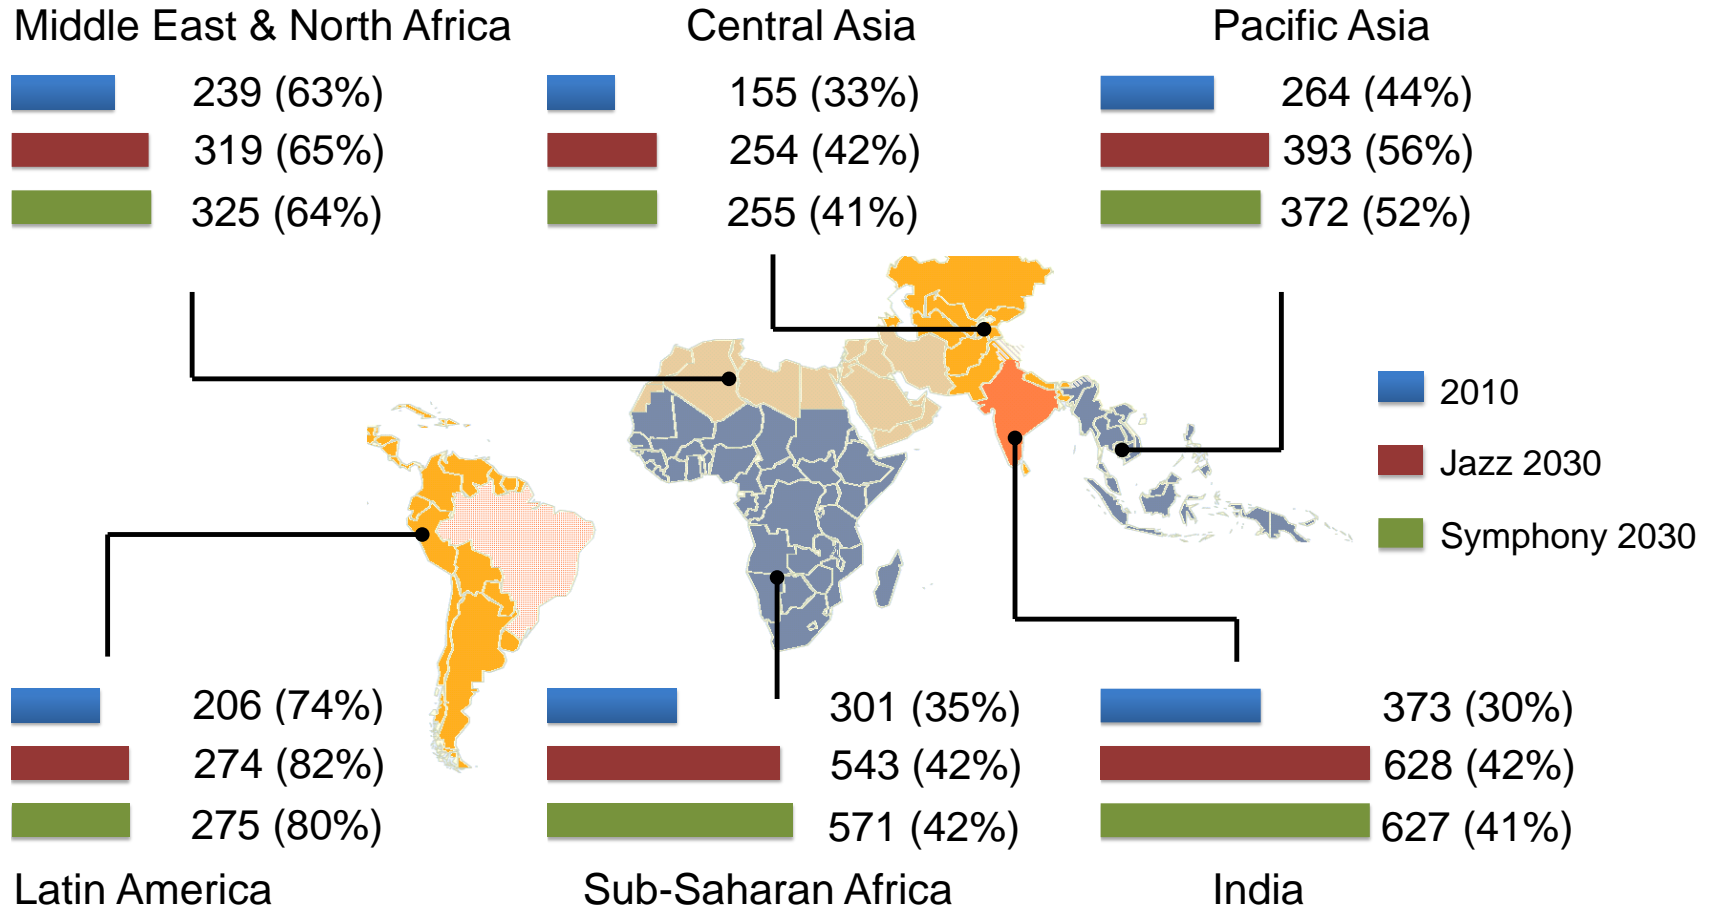 Middle East & North Africa
239 (63%)
319 (65%)
325 (64%)
Central Asia
155 (33%)
254 (42%)
255 (41%)
Pacific Asia
264 (44%)
393 (56%)
372 (52%)
2010
Jazz 2030
Symphony 2030
206 (74%)
274 (82%)
275 (80%)
Latin America
301 (35%)
543 (42%)
571 (42%)
Sub-Saharan Africa
373 (30%)
628 (42%)
627 (41%)
India